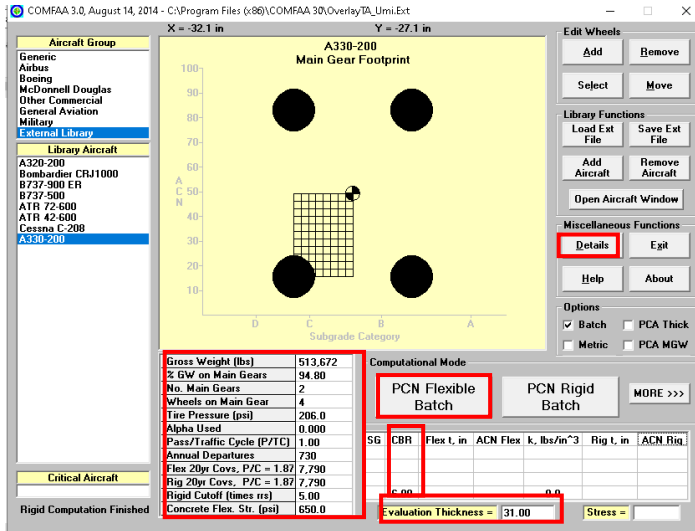 COMFAA 3.0, August 14, 2014 - C:\Program Files (x86)\COMFAA 30\OverlayTA_Umi.Ext
X = -32.1 in
Y = -27.1 in
Aircraft Group
Generic
Airbus
Boeing
McDonnell Douglas
Other Commercial
General Aviation
Military
External Library
Library Aircraft
A320-200
Bombardier CRJ1000
B737-900 ER
B737-500
ATR 72-600
ATR 42-600
Cessna C-208
A330-200
Critical Aircraft
Rigid Computation Finished
A330-200
Main Gear Footprint
100
90
80
70
60
50
40
30
20
10
A C N
D C B A
Subgrade Category
Gross Weight (lbs) 513,672
% GW on Main Gears 94.80
No. Main Gears 2
Wheels on Main Gear 4
Tire Pressure (psi) 206.0
Alpha Used 0.000
Pass/Traffic Cycle (P/TC) 1.00
Annual Departures 730
Flex 20yr Covs, P/C = 1.87 7,790
Rig 20yr Covs, P/C = 1.87 7,790
Rigid Cutoff (times rrs) 5.00
Concrete Flex. Str. (psi) 650.0
Computational Mode
PCN Flexible Batch
PCN Rigid Batch
MORE >>>
SG CBR Flex t, in ACN Flex k, lbs/in^3 Rig t, in ACN Rig
Evaluation Thickness = 31.00
Stress =
Edit Wheels
Add Remove
Select Move
Library Functions
Load Ext File
Save Ext File
Add Aircraft
Remove Aircraft
Open Aircraft Window
Miscellaneous Functions
Details Exit
Help About
Options
Batch PCA Thick
Metric PCA MGW